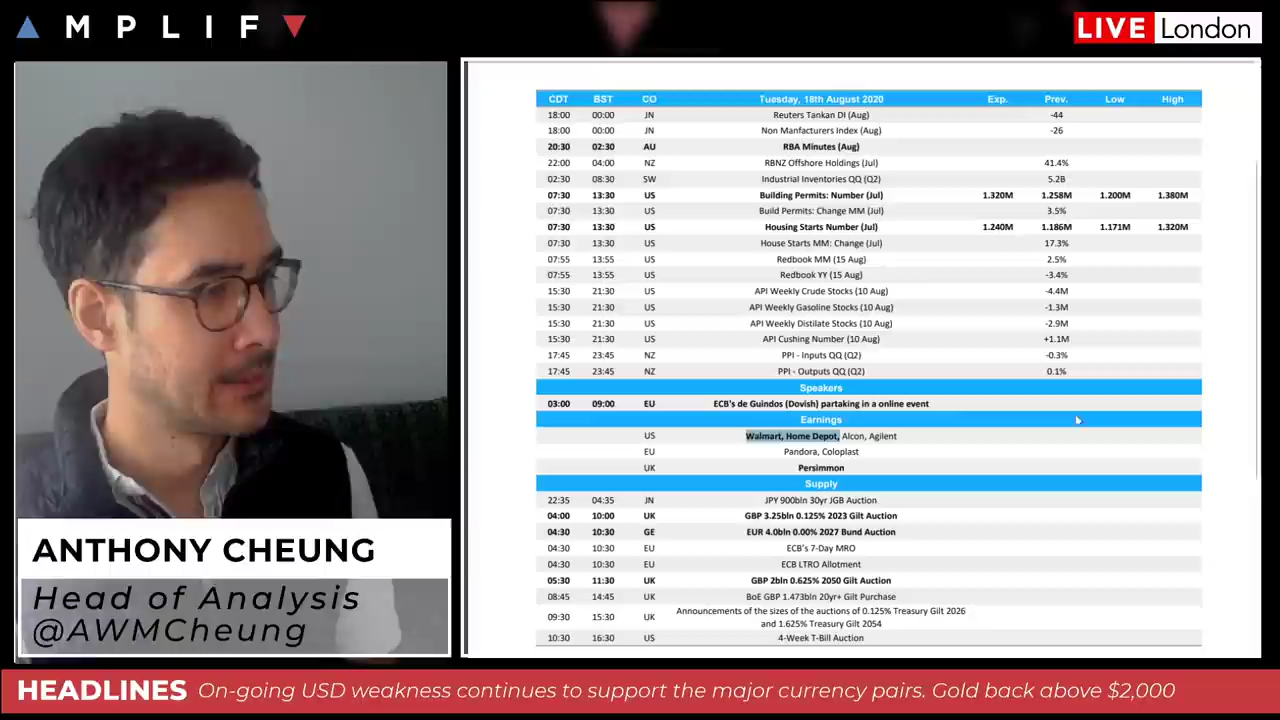 AMPLIFY
LIVE London
CDT BST CO Tuesday, 18th August 2020 Exp. Prev. Low High
18:00 00:00 JN Reuters Tankan DI (Aug) -44
18:00 00:00 JN Non Manfacturers Index (Aug) -26
20:30 02:30 AU RBA Minutes (Aug)
22:00 04:00 NZ RBNZ Offshore Holdings (Jul) 41.4%
02:30 08:30 SW Industrial Inventories QQ (Q2) 5.2B
07:30 13:30 US Building Permits: Number (Jul) 1.320M 1.258M 1.200M 1.380M
07:30 13:30 US Build Permits: Change MM (Jul) 3.5%
07:30 13:30 US Housing Starts Number (Jul) 1.240M 1.186M 1.171M 1.320M
07:30 13:30 US House Starts MM: Change (Jul) 17.3%
07:55 13:55 US Redbook MM (15 Aug) 2.5%
07:55 13:55 US Redbook YY (15 Aug) -3.4%
15:30 21:30 US API Weekly Crude Stocks (10 Aug) -4.4M
15:30 21:30 US API Weekly Gasoline Stocks (10 Aug) -1.3M
15:30 21:30 US API Weekly Distilate Stocks (10 Aug) -2.9M
15:30 21:30 US API Cushing Number (10 Aug) +1.1M
17:45 23:45 NZ PPI - Inputs QQ (Q2) -0.3%
17:45 23:45 NZ PPI - Outputs QQ (Q2) 0.1%
Speakers
03:00 09:00 EU ECB's de Guindos (Dovish) partaking in a online event
Earnings
US Walmart, Home Depot, Alcon, Agilent
EU Pandora, Coloplast
UK Persimmon
Supply
22:35 04:35 JN JPY 900bln 30yr JGB Auction
04:00 10:00 UK GBP 3.25bln 0.125% 2023 Gilt Auction
04:30 10:30 GE EUR 4.0bln 0.00% 2027 Bund Auction
04:30 10:30 EU ECB's 7-Day MRO
04:30 10:30 EU ECB LTRO Allotment
05:30 11:30 UK GBP 2bln 0.625% 2050 Gilt Auction
08:45 14:45 UK BoE GBP 1.473bln 20yr+ Gilt Purchase
09:30 15:30 UK Announcements of the sizes of the auctions of 0.125% Treasury Gilt 2026
and 1.625% Treasury Gilt 2054
10:30 16:30 US 4-Week T-Bill Auction
ANTHONY CHEUNG
Head of Analysis
@AWMCheung
HEADLINES On-going USD weakness continues to support the major currency pairs. Gold back above $2,000